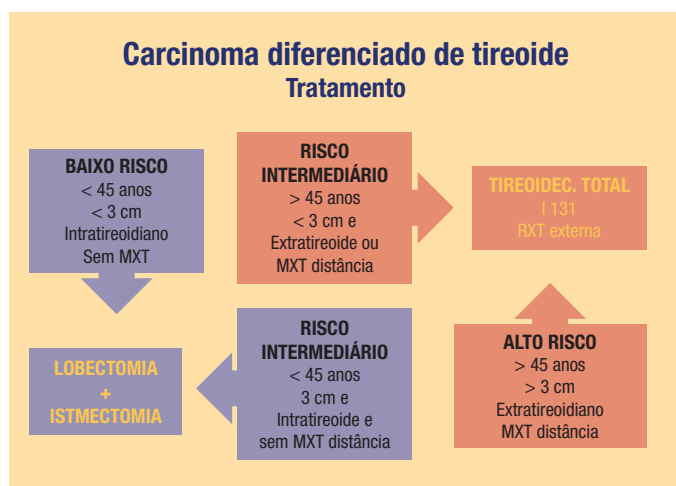 Carcinoma diferenciado de tireoide
Tratamento
BAIXO RISCO
< 45 anos
< 3 cm
Intratireoidiano
Sem MXT
RISCO
INTERMEDIÁRIO
> 45 anos
< 3 cm e
Extratireoide ou
MXT distância
TIREOIDEC. TOTAL
I 131
RXT externa
LOBECTOMIA
+
ISTMECTOMIA
RISCO
INTERMEDIÁRIO
< 45 anos
3 cm e
Intratireoide e
sem MXT distância
ALTO RISCO
> 45 anos
> 3 cm
Extratireoidiano
MXT distância